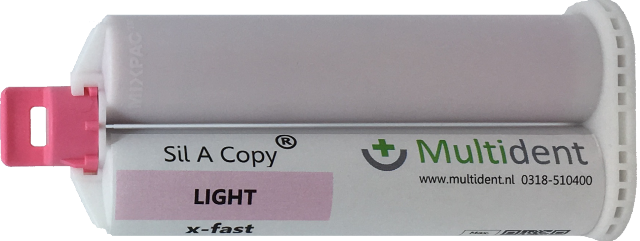 MIXPAC
Sil A Copy®
Multident
www.multident.nl 0318-510400
LIGHT
x-fast